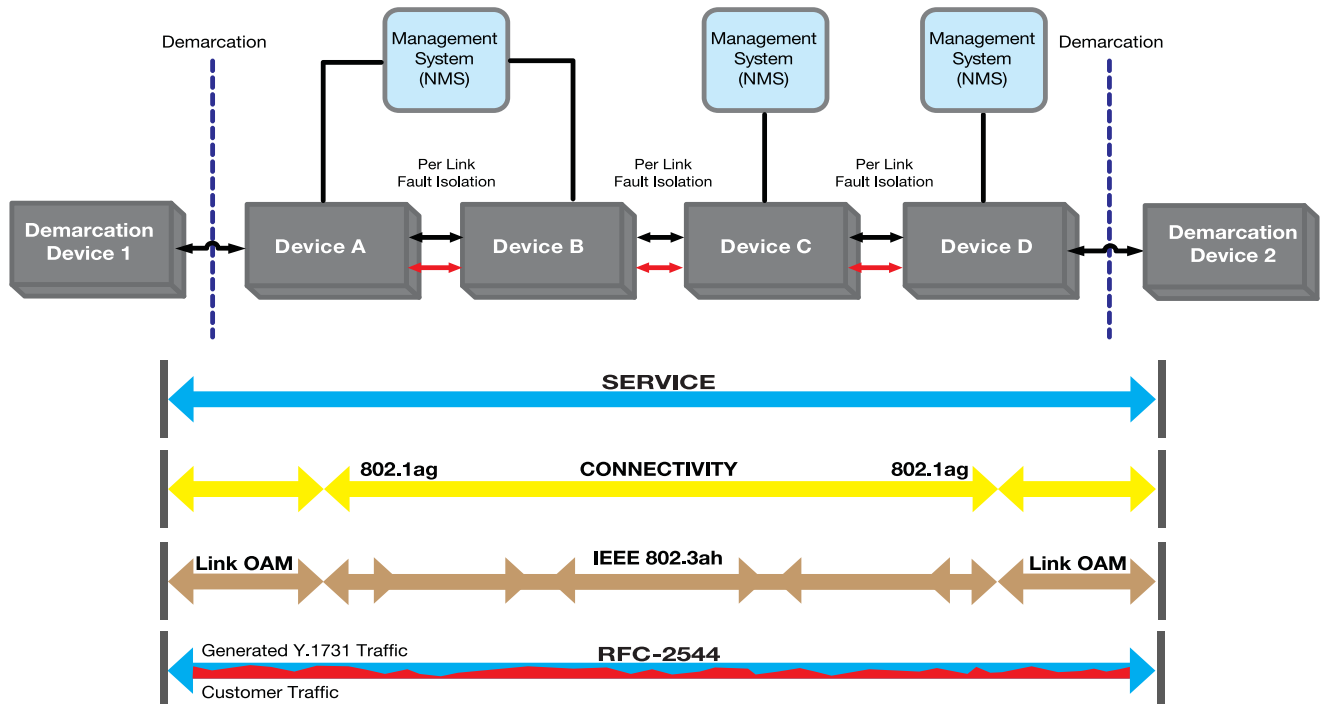 Demarcation
Management
System
(NMS)
Management
System
(NMS)
Management
System
(NMS)
Demarcation
Per Link
Fault Isolation
Per Link
Fault Isolation
Per Link
Fault Isolation
Demarcation
Device 1
Device A
Device B
Device C
Device D
Demarcation
Device 2
SERVICE
802.1ag
CONNECTIVITY
802.1ag
Link OAM
IEEE 802.3ah
Link OAM
Generated Y.1731 Traffic
RFC-2544
Customer Traffic